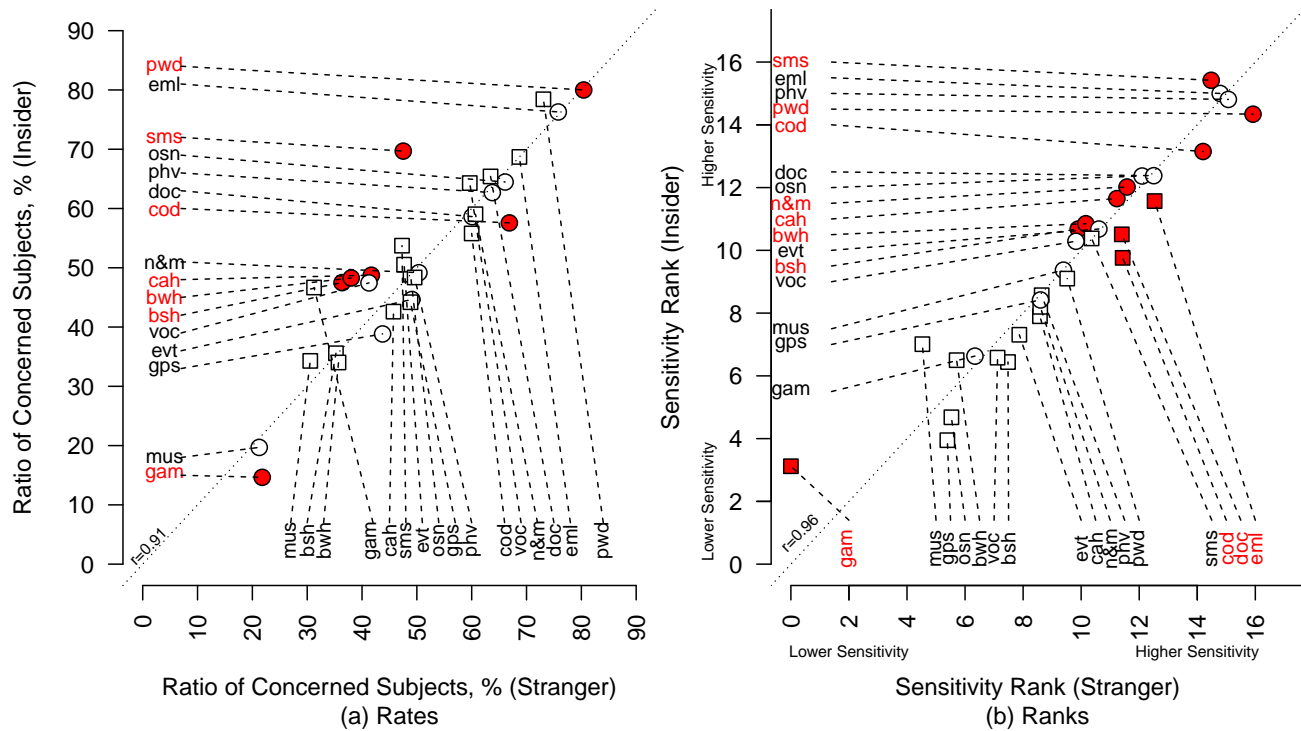 Ratio of Concerned Subjects, % (Insider)
90
80
70
60
50
40
30
20
10
0
pwd
eml
sms
osn
phv
doc
cod
n&m
cah
bwh
bsh
voc
evt
gps
mus
gam
r=0.91
mus
bsh
bwh
gam
cah
sms
evt
osn
gps
phv
cod
voc
n&m
doc
eml
pwd
0
10
20
30
40
50
60
70
80
90
Ratio of Concerned Subjects, % (Stranger)
(a) Rates
Sensitivity Rank (Insider)
Higher Sensitivity
Lower Sensitivity
16
14
12
10
8
6
4
2
0
sms
eml
phv
pwd
cod
doc
osn
n&m
cah
bwh
evt
bsh
voc
mus
gps
gam
r=0.96
gam
mus
gps
osn
bwh
voc
bsh
evt
cah
n&m
phv
pwd
sms
cod
doc
eml
0
2
4
6
8
10
12
14
16
Lower Sensitivity
Higher Sensitivity
Sensitivity Rank (Stranger)
(b) Ranks